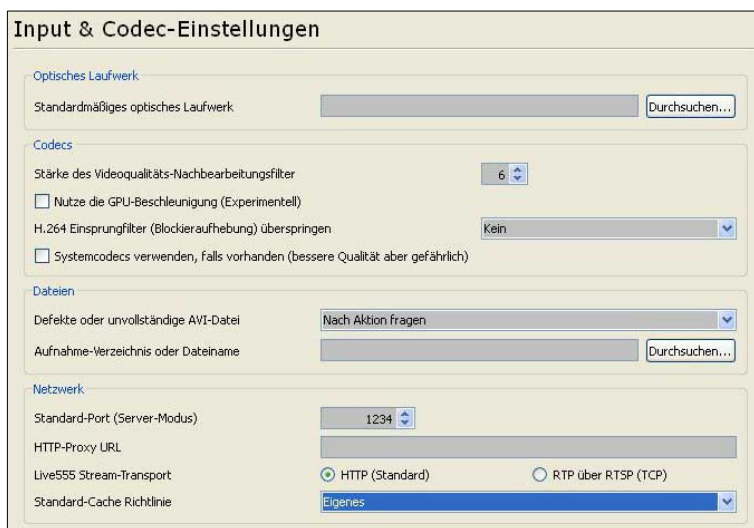 Input & Codec-Einstellungen
Optisches Laufwerk
Standardmäßiges optisches Laufwerk
Durchsuchen...
Codecs
Stärke des Videoqualitäts-Nachbearbeitungsfilter
6
Nutze die GPU-Beschleunigung (Experimentell)
H.264 Einsprungfilter (Blockieraufhebung) überspringen
Kein
Systemcodecs verwenden, falls vorhanden (bessere Qualität aber gefährlich)
Dateien
Defekte oder unvollständige AVI-Datei
Nach Aktion fragen
Aufnahme-Verzeichnis oder Dateiname
Durchsuchen...
Netzwerk
Standard-Port (Server-Modus)
1234
HTTP-Proxy URL
Live555 Stream-Transport
HTTP (Standard)
RTP über RTSP (TCP)
Standard-Cache Richtlinie
Eigenes